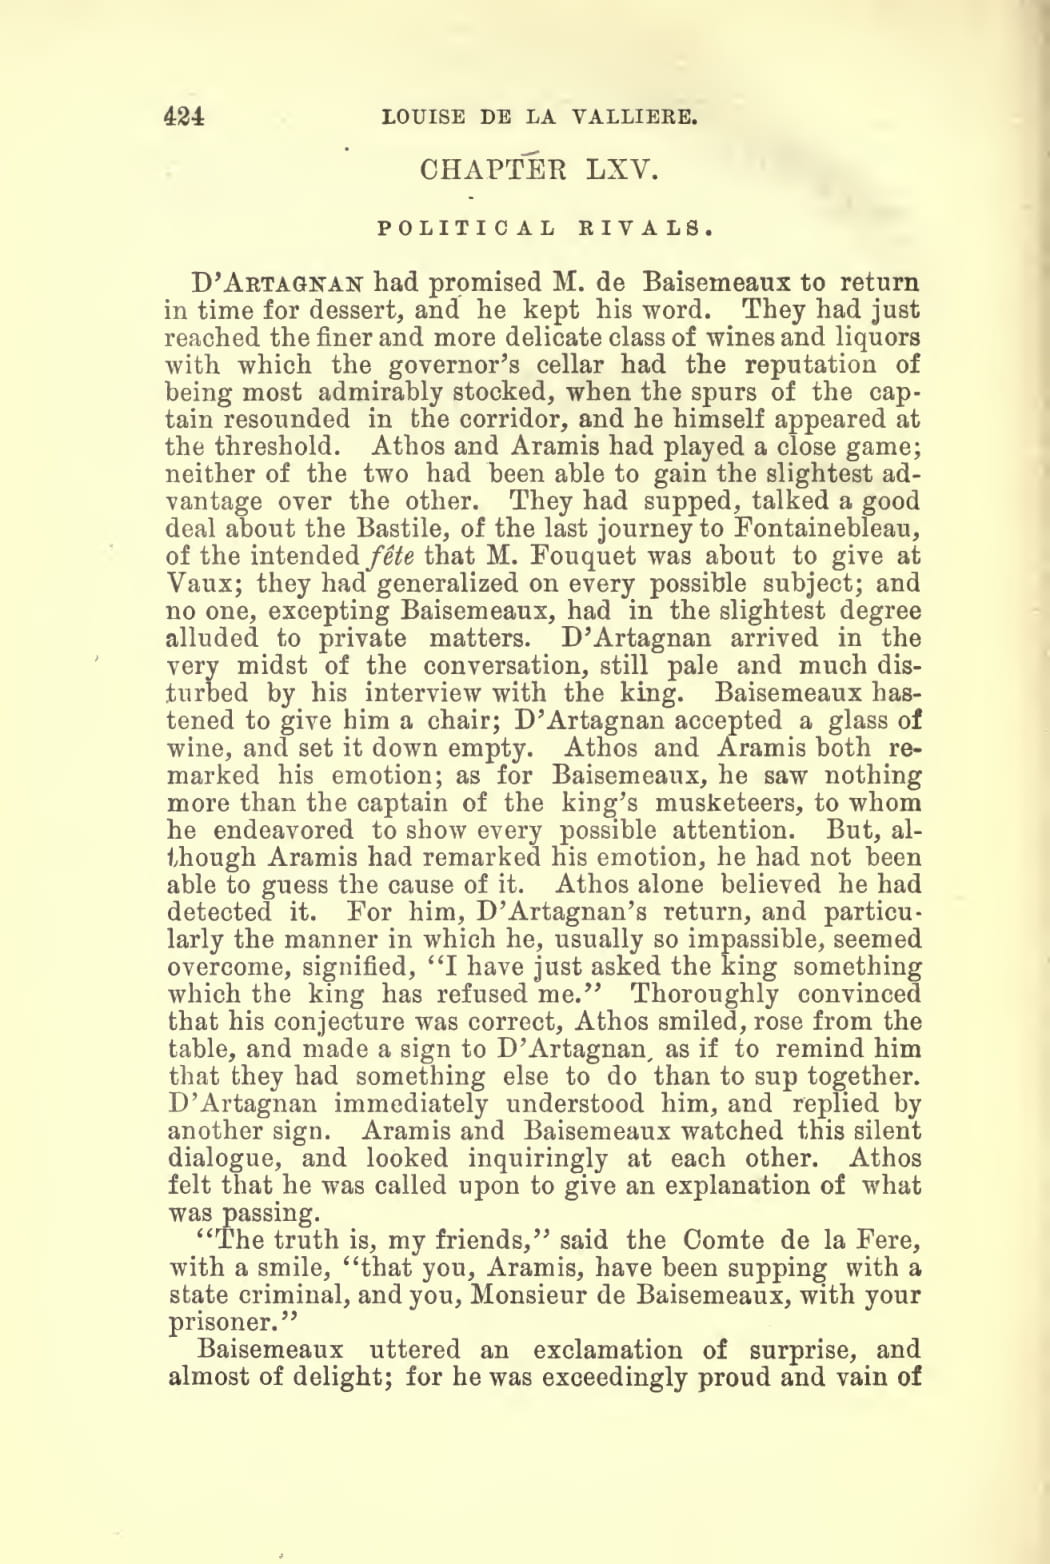 424 LOUISE DE LA VALLIERE.
CHAPTER LXV.
POLITICAL RIVALS.
D'ARTAGNAN had promised M. de Baisemeaux to return
in time for dessert, and he kept his word. They had just
reached the finer and more delicate class of wines and liquors
with which the governor's cellar had the reputation of
being most admirably stocked, when the spurs of the cap-
tain resounded in the corridor, and he himself appeared at
the threshold. Athos and Aramis had played a close game;
neither of the two had been able to gain the slightest ad-
vantage over the other. They had supped, talked a good
deal about the Bastile, of the last journey to Fontainebleau,
of the intended fête that M. Fouquet was about to give at
Vaux; they had generalized on every possible subject; and
no one, excepting Baisemeaux, had in the slightest degree
alluded to private matters. D'Artagnan arrived in the
very midst of the conversation, still pale and much dis-
turbed by his interview with the king. Baisemeaux has-
tened to give him a chair; D'Artagnan accepted a glass of
wine, and set it down empty. Athos and Aramis both re-
marked his emotion; as for Baisemeaux, he saw nothing
more than the captain of the king's musketeers, to whom
he endeavored to show every possible attention. But, al-
though Aramis had remarked his emotion, he had not been
able to guess the cause of it. Athos alone believed he had
detected it. For him, D'Artagnan's return, and particu-
larly the manner in which he, usually so impassible, seemed
overcome, signified, "I have just asked the king something
which the king has refused me." Thoroughly convinced
that his conjecture was correct, Athos smiled, rose from the
table, and made a sign to D'Artagnan, as if to remind him
that they had something else to do than to sup together.
D'Artagnan immediately understood him, and replied by
another sign. Aramis and Baisemeaux watched this silent
dialogue, and looked inquiringly at each other. Athos
felt that he was called upon to give an explanation of what
was passing.
"The truth is, my friends," said the Comte de la Fere,
with a smile, "that you, Aramis, have been supping with a
state criminal, and you, Monsieur de Baisemeaux, with your
prisoner."
Baisemeaux uttered an exclamation of surprise, and
almost of delight; for he was exceedingly proud and vain of